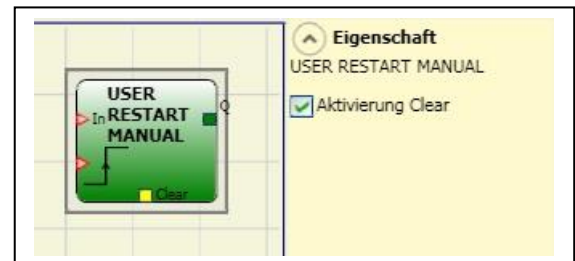 USER
In RESTART Q
MANUAL
Clear
Eigenschaft
USER RESTART MANUAL
Aktivierung Clear